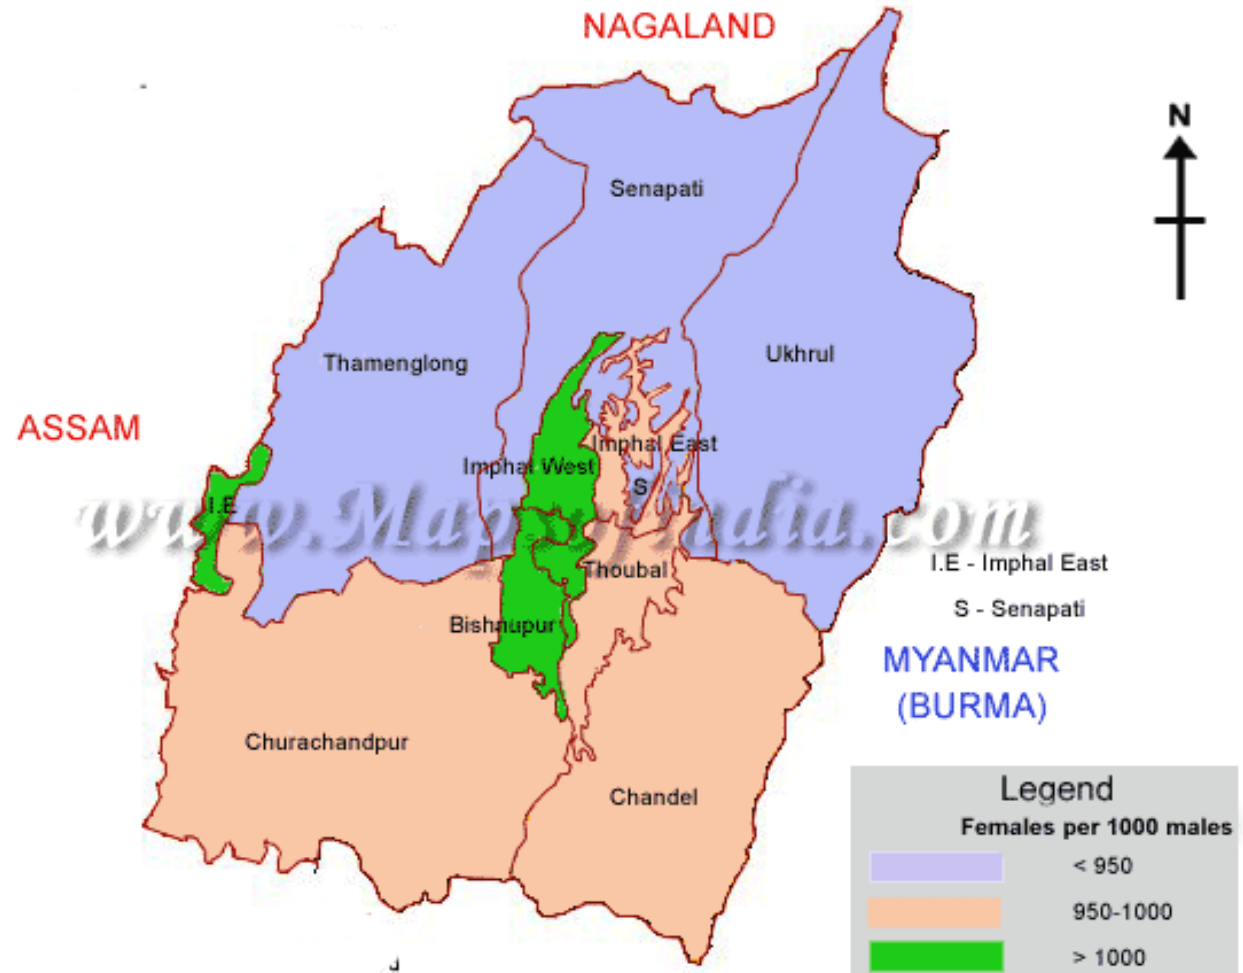 NAGALAND
N
Senapati
Ukhrul
Thamenglong
ASSAM
Imphal East
Imphal West
S
I.E
www.MapsofIndia.com
I.E - Imphal East
Thoubal
S - Senapati
Bishnupur
MYANMAR
(BURMA)
Churachandpur
Chandel
Legend
Females per 1000 males
< 950
950-1000
> 1000